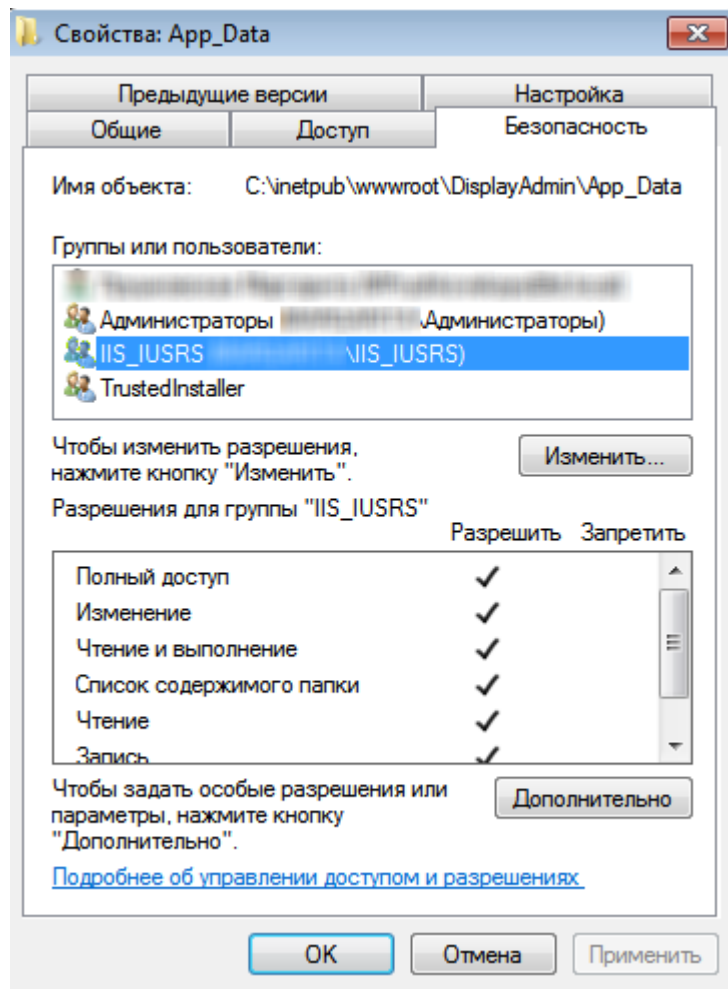 Свойства: App_Data
Предыдущие версии Настройка
Общие Доступ Безопасность
Имя объекта: C:\inetpub\wwwroot\DisplayAdmin\App_Data
Группы или пользователи:
Администраторы \Администраторы)
IIS_IUSRS \IIS_IUSRS)
TrustedInstaller
Чтобы изменить разрешения,
нажмите кнопку "Изменить".
Изменить...
Разрешения для группы "IIS_IUSRS"
Разрешить Запретить
Полный доступ
Изменение
Чтение и выполнение
Список содержимого папки
Чтение
Запись
Чтобы задать особые разрешения или
параметры, нажмите кнопку
"Дополнительно".
Дополнительно
Подробнее об управлении доступом и разрешениях
OK Отмена Применить